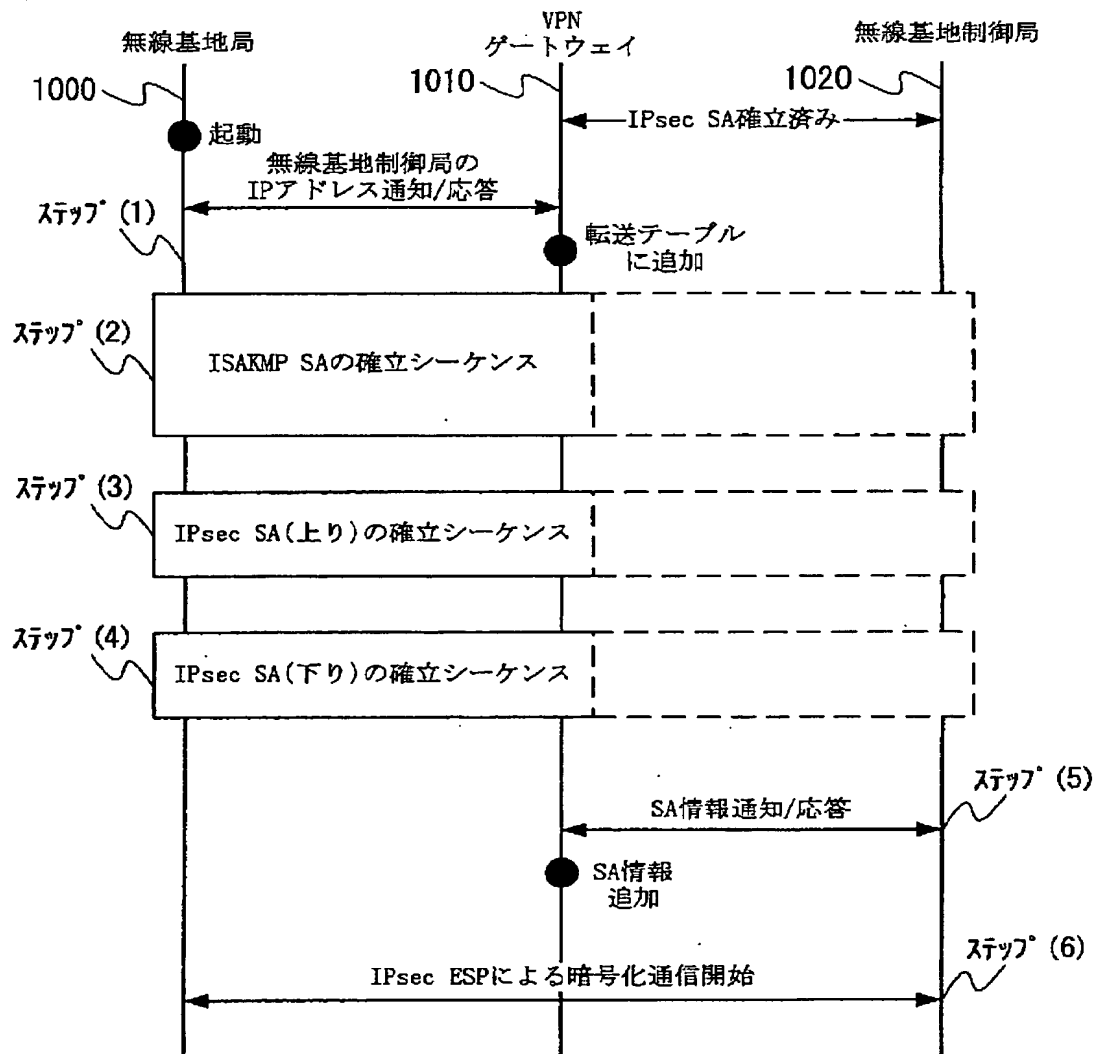 無線基地局
VPN
ゲートウェイ
無線基地制御局
1000
1010
1020
IPsec SA確立済み
起動
無線基地制御局の
IPアドレス通知/応答
ステップ(1)
転送テーブル
に追加
ステップ(2)
ISAKMP SAの確立シーケンス
ステップ(3)
IPsec SA(上り)の確立シーケンス
ステップ(4)
IPsec SA(下り)の確立シーケンス
ステップ(5)
SA情報通知/応答
SA情報
追加
ステップ(6)
IPsec ESPによる暗号化通信開始